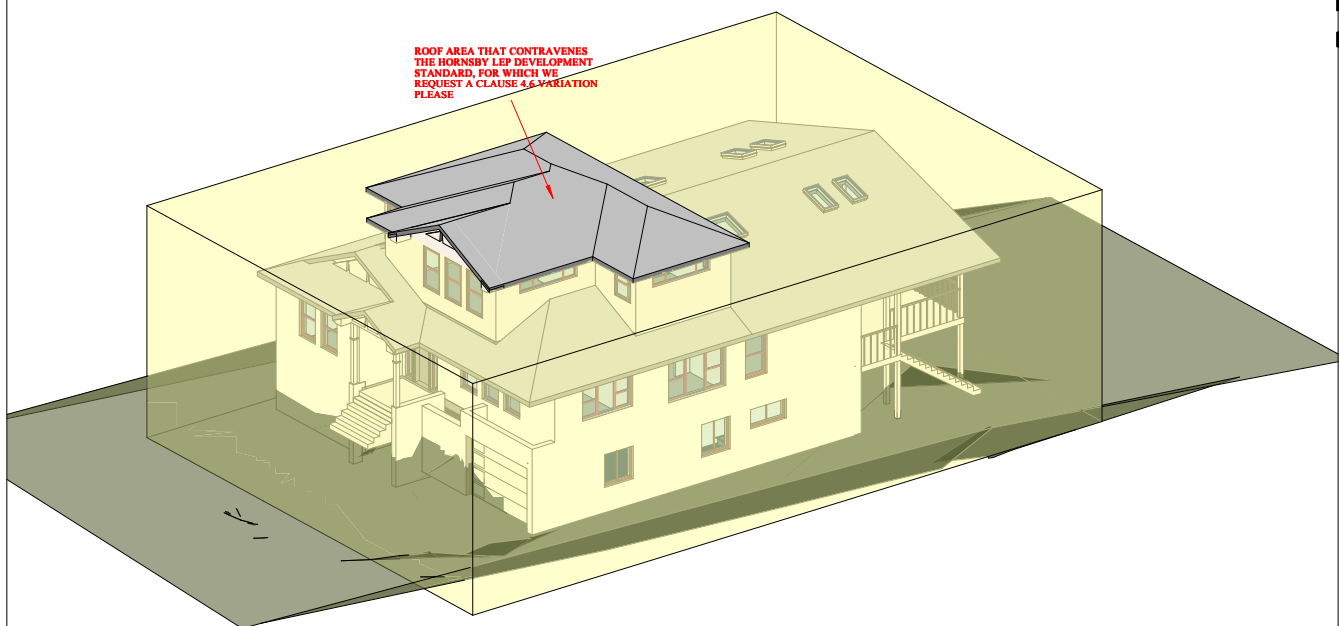 ROOF AREA THAT CONTRAVENES
THE HORNSBY LEP DEVELOPMENT
STANDARD, FOR WHICH WE
REQUEST A CLAUSE 4.6 VARIATION
PLEASE